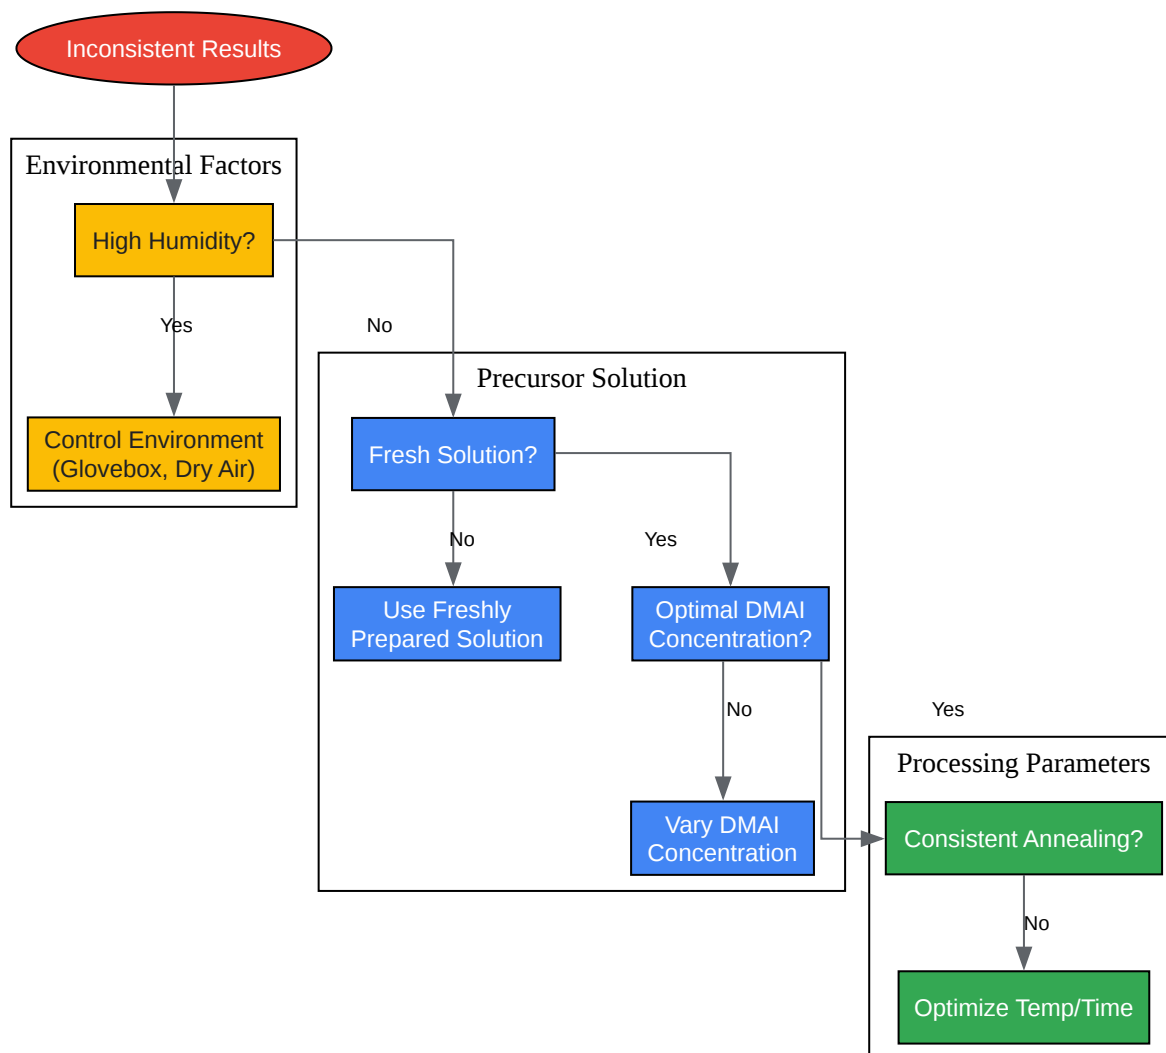 Inconsistent Results
Environmental Factors
High Humidity?
Yes
No
Control Environment
(Glovebox, Dry Air)
Precursor Solution
Fresh Solution?
No
Yes
Use Freshly
Prepared Solution
Optimal DMAI
Concentration?
No
Yes
Vary DMAI
Concentration
Processing Parameters
Consistent Annealing?
No
Optimize Temp/Time